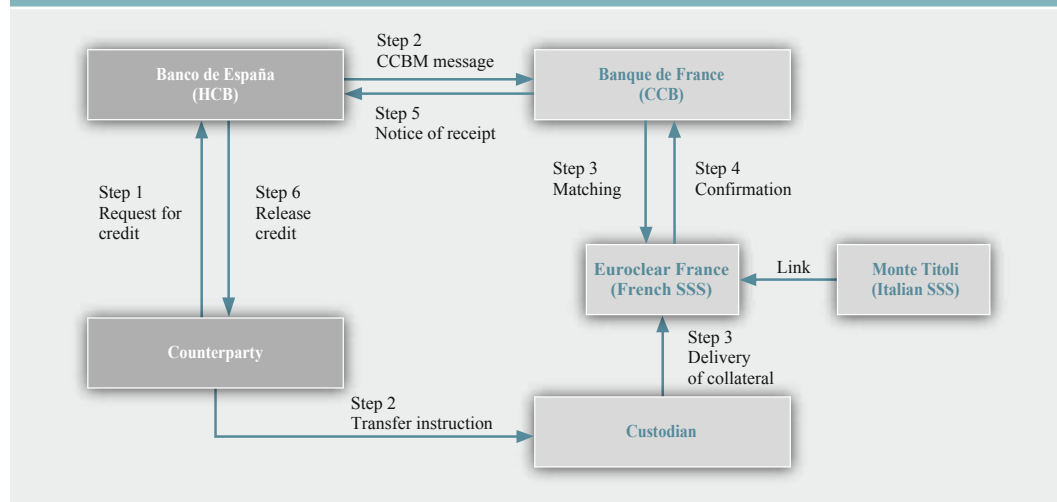 Step 2
CCBM message
Banco de España
(HCB)
Banque de France
(CCB)
Step 5
Notice of receipt
Step 1
Request for
credit
Step 6
Release
credit
Step 3
Matching
Step 4
Confirmation
Euroclear France
(French SSS)
Link
Monte Titoli
(Italian SSS)
Counterparty
Step 3
Delivery
of collateral
Step 2
Transfer instruction
Custodian